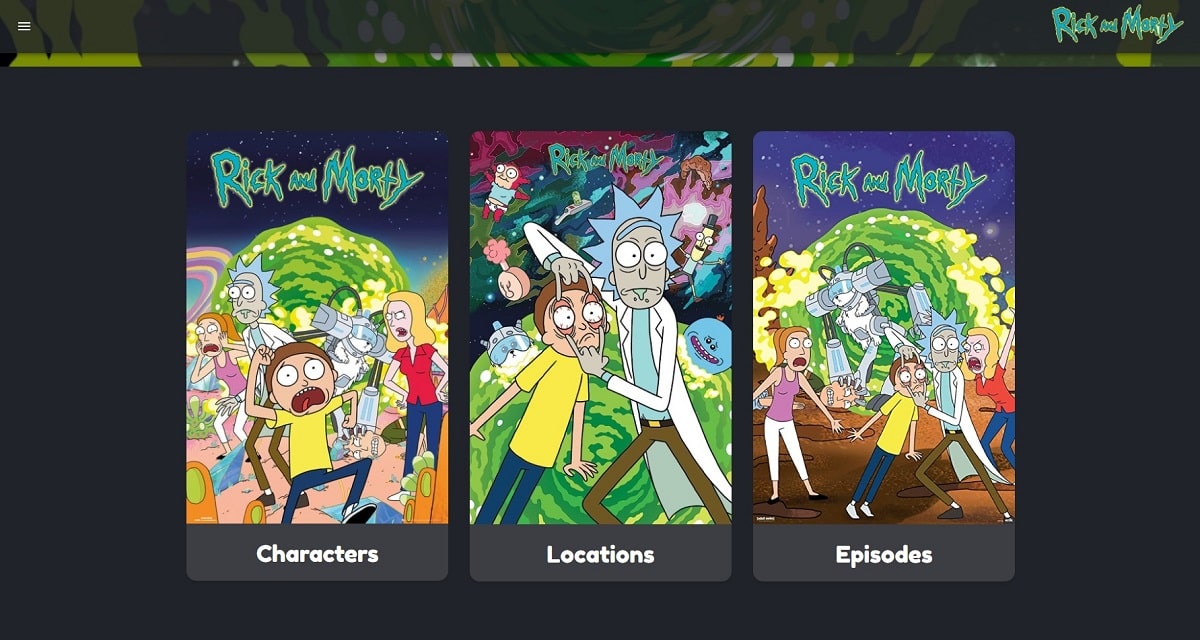 Rick and Morty
Rick and Morty
Rick and Morty
Rick and Morty
Characters
Locations
Episodes